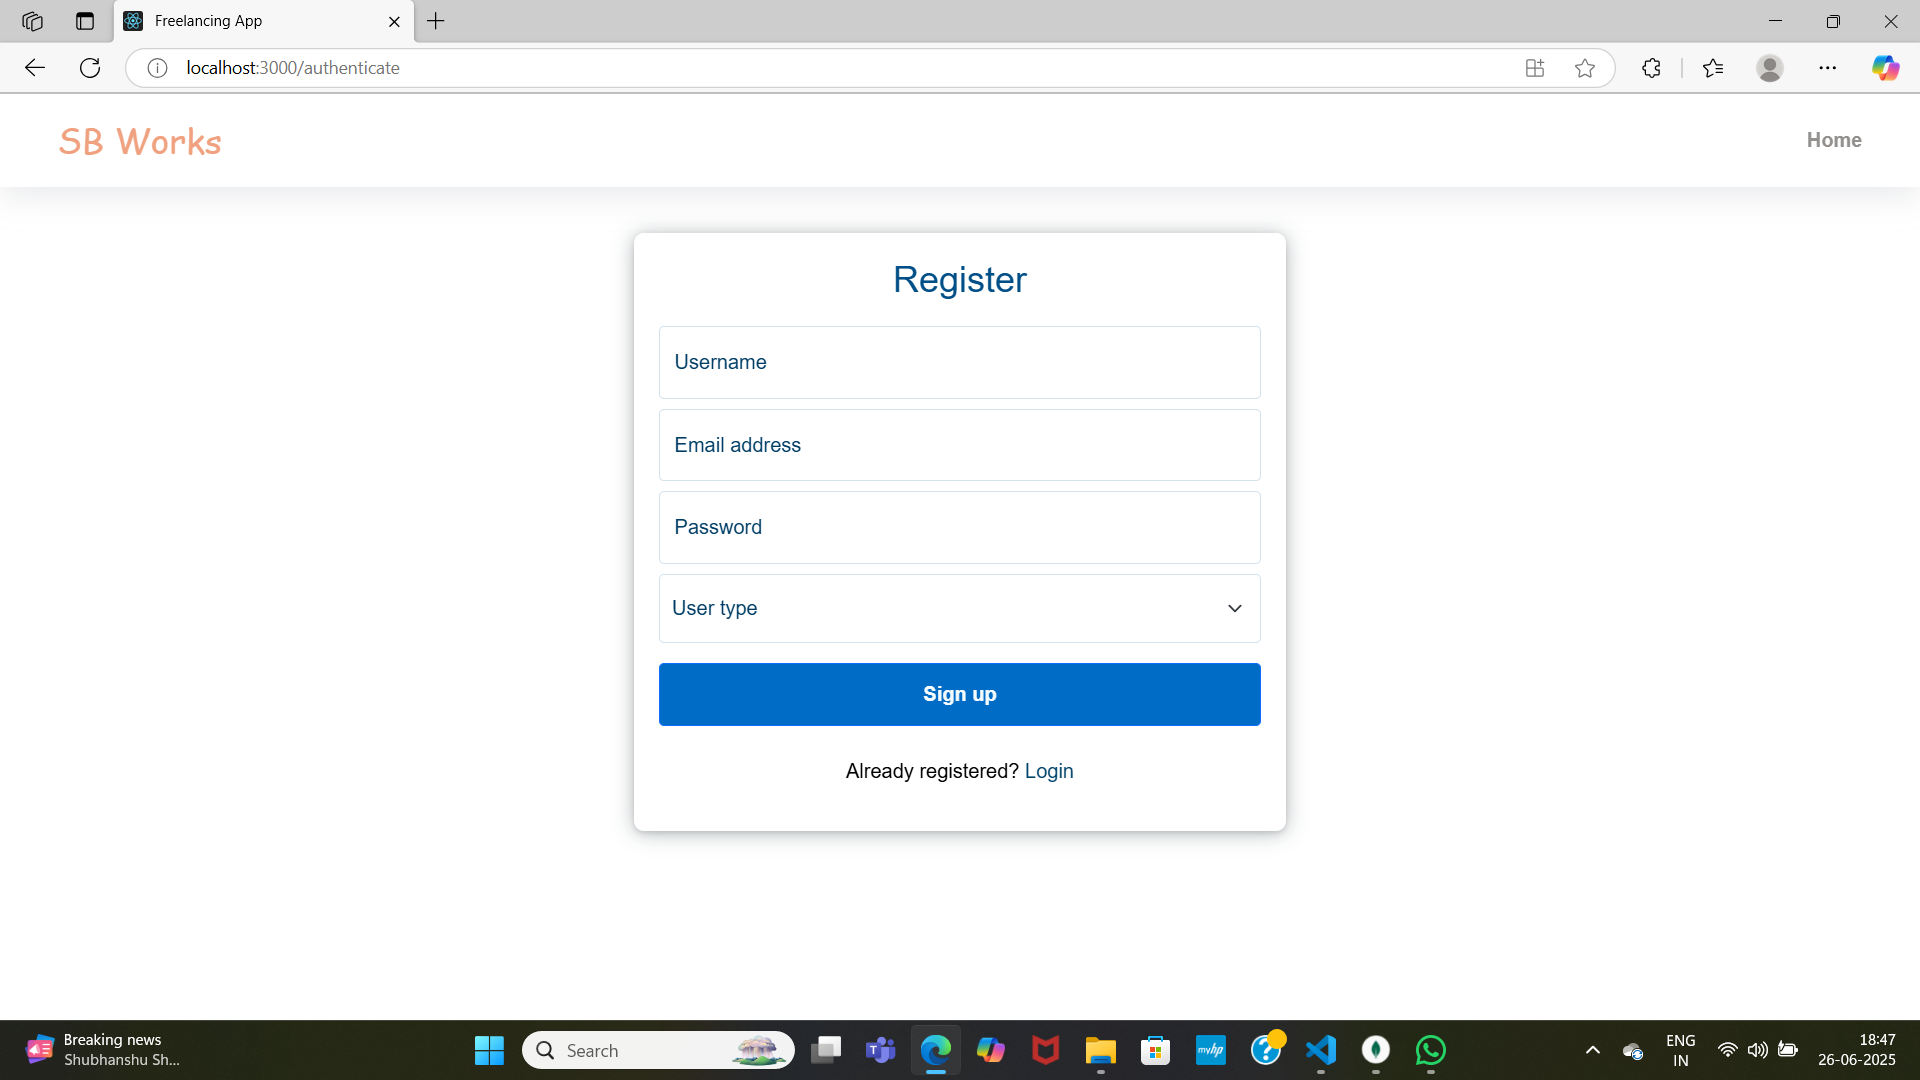 Freelancing App
localhost:3000/authenticate
SB Works
Home
Register
Username
Email address
Password
User type
Sign up
Already registered? Login
Breaking news
Shubhanshu Sh...
Search
T
myhp
?
ENG
IN
18:47
26-06-2025